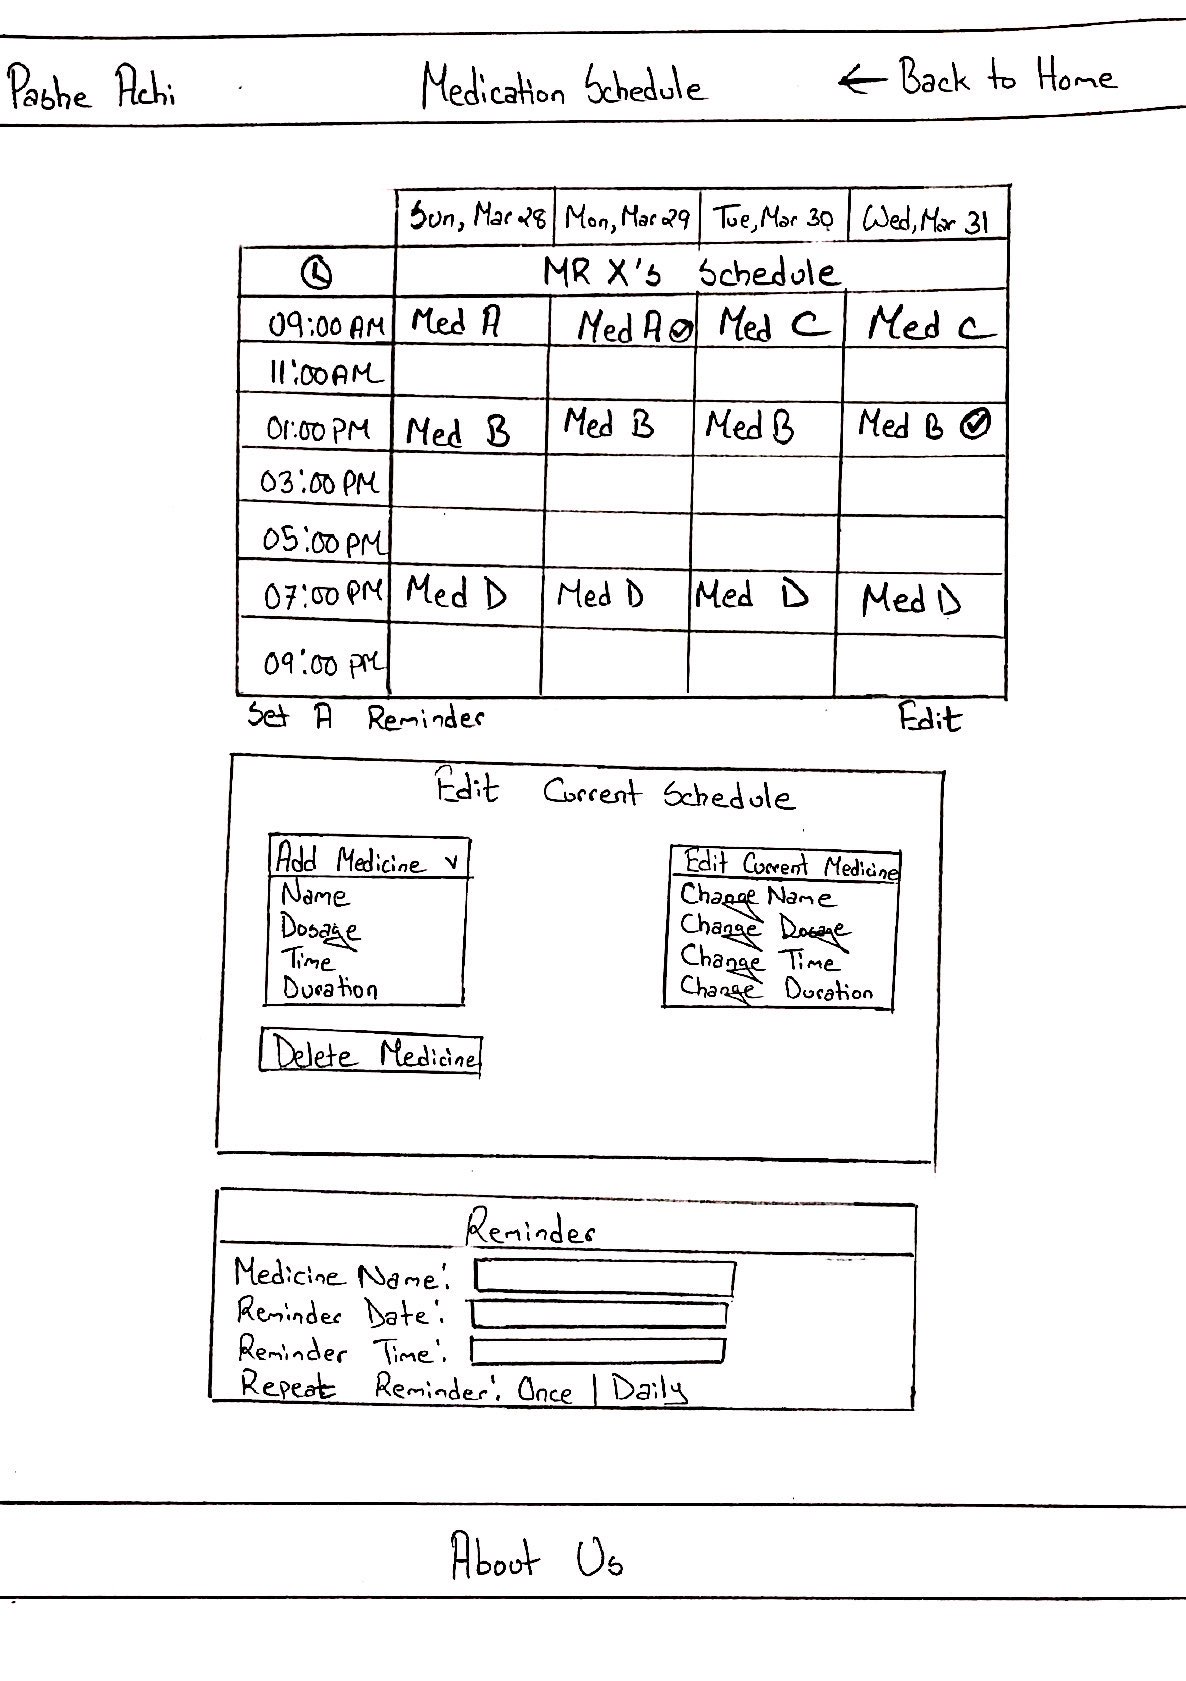 Pashe Achi Medication Schedule ← Back to Home
Sun, Mar 28 Mon, Mar 29 Tue, Mar 30 Wed, Mar 31
MR X's Schedule
09:00 AM Med A Med A Med C Med C
11:00 AM
01:00 PM Med B Med B Med B Med B
03:00 PM
05:00 PM
07:00 PM Med D Med D Med D Med D
09:00 PM
Set A Reminder Edit
Edit Current Schedule
Add Medicine v
Name
Dosage
Time
Duration
Delete Medicine
Edit Current Medicine
Change Name
Change Dosage
Change Time
Change Duration
Reminder
Medicine Name:
Reminder Date:
Reminder Time:
Repeat Reminder: Once | Daily
About Us